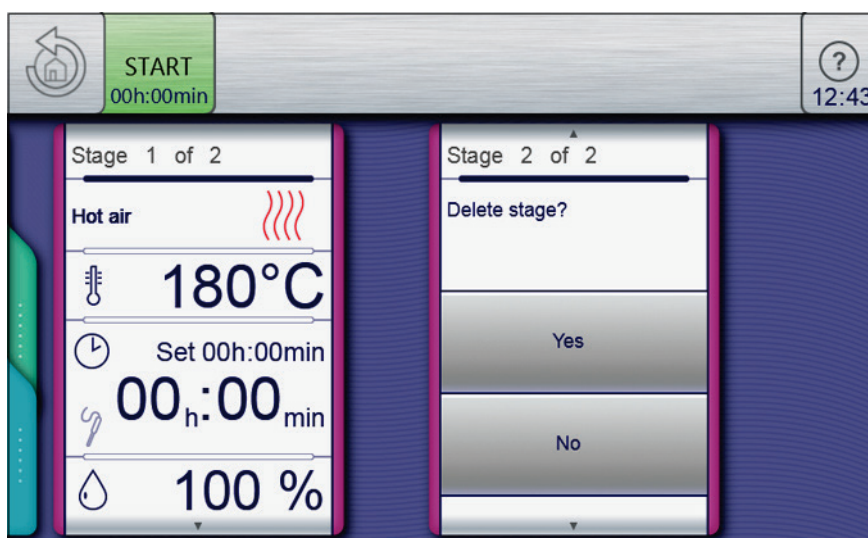 START
00h:00min
?
12:43
Stage 1 of 2
Hot air
180°C
Set 00h:00min
00h:00min
100 %
Stage 2 of 2
Delete stage?
Yes
No